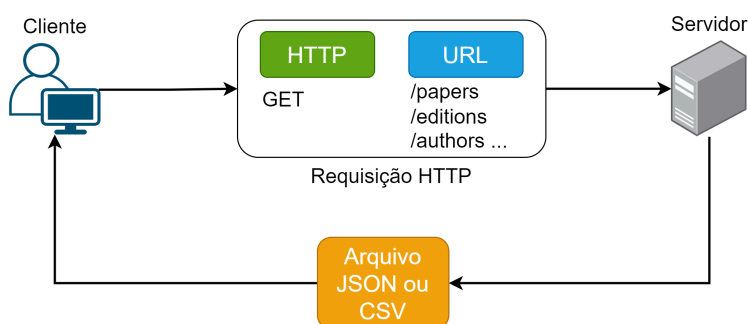 Cliente
Servidor
HTTP
URL
GET
/papers
/editions
/authors ...
Requisição HTTP
Arquivo
JSON ou
CSV